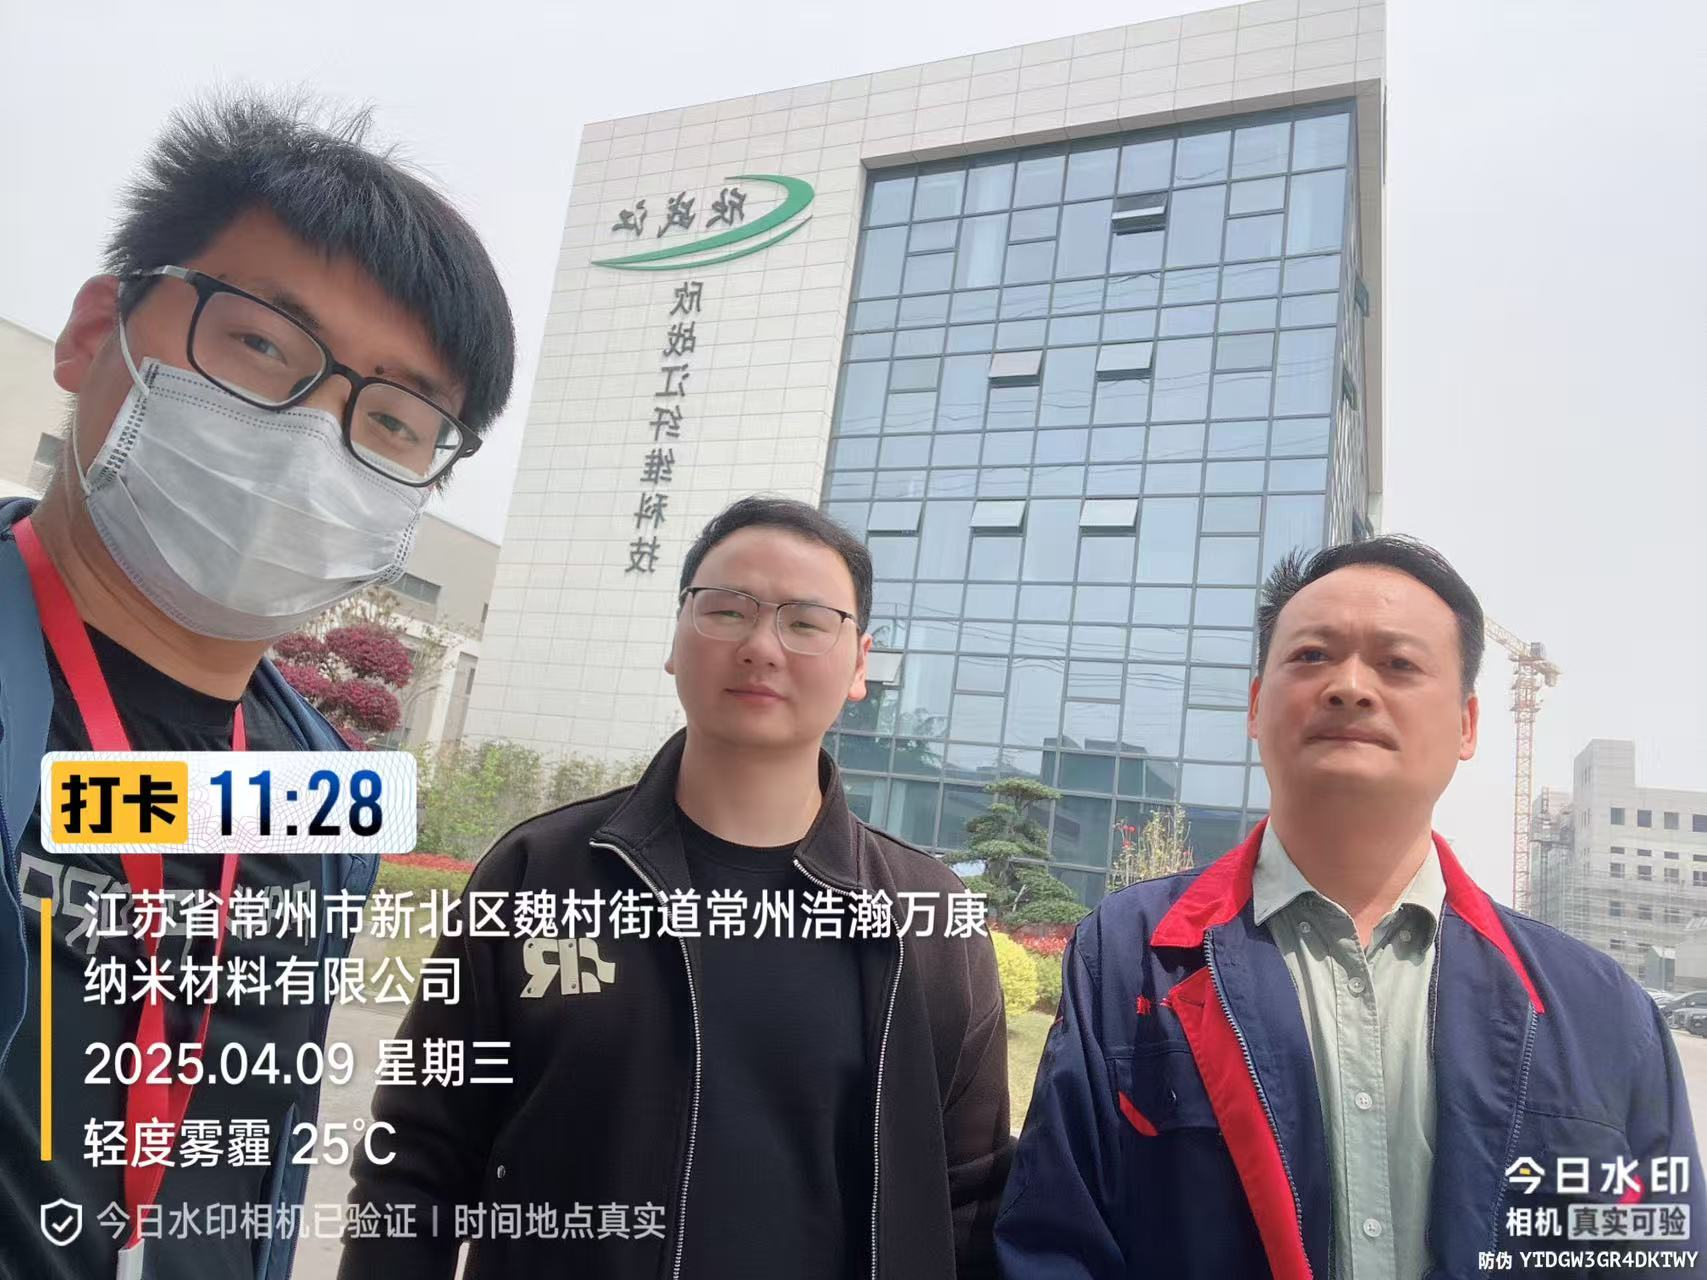 欣战江
欣战江纤维科技
打卡 11:28
江苏省常州市新北区魏村街道常州浩瀚万康
纳米材料有限公司
2025.04.09 星期三
轻度雾霾 25℃
今日水印相机已验证 | 时间地点真实
今日水印
相机 真实可验
防伪 YTDGW3GR4DKTWY